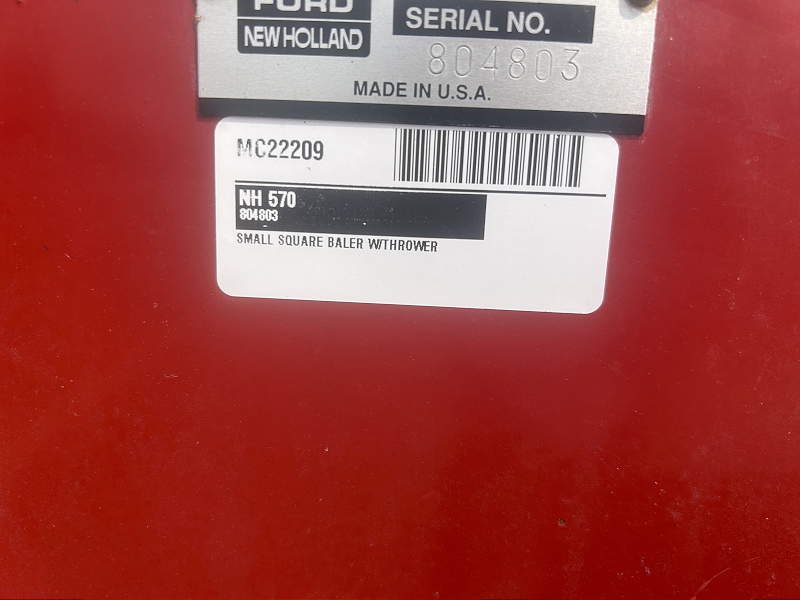 FORD
NEW HOLLAND
SERIAL NO.
804803
MADE IN U.S.A.
MC22209
NH 570
804803
SMALL SQUARE BALER W/THROWER